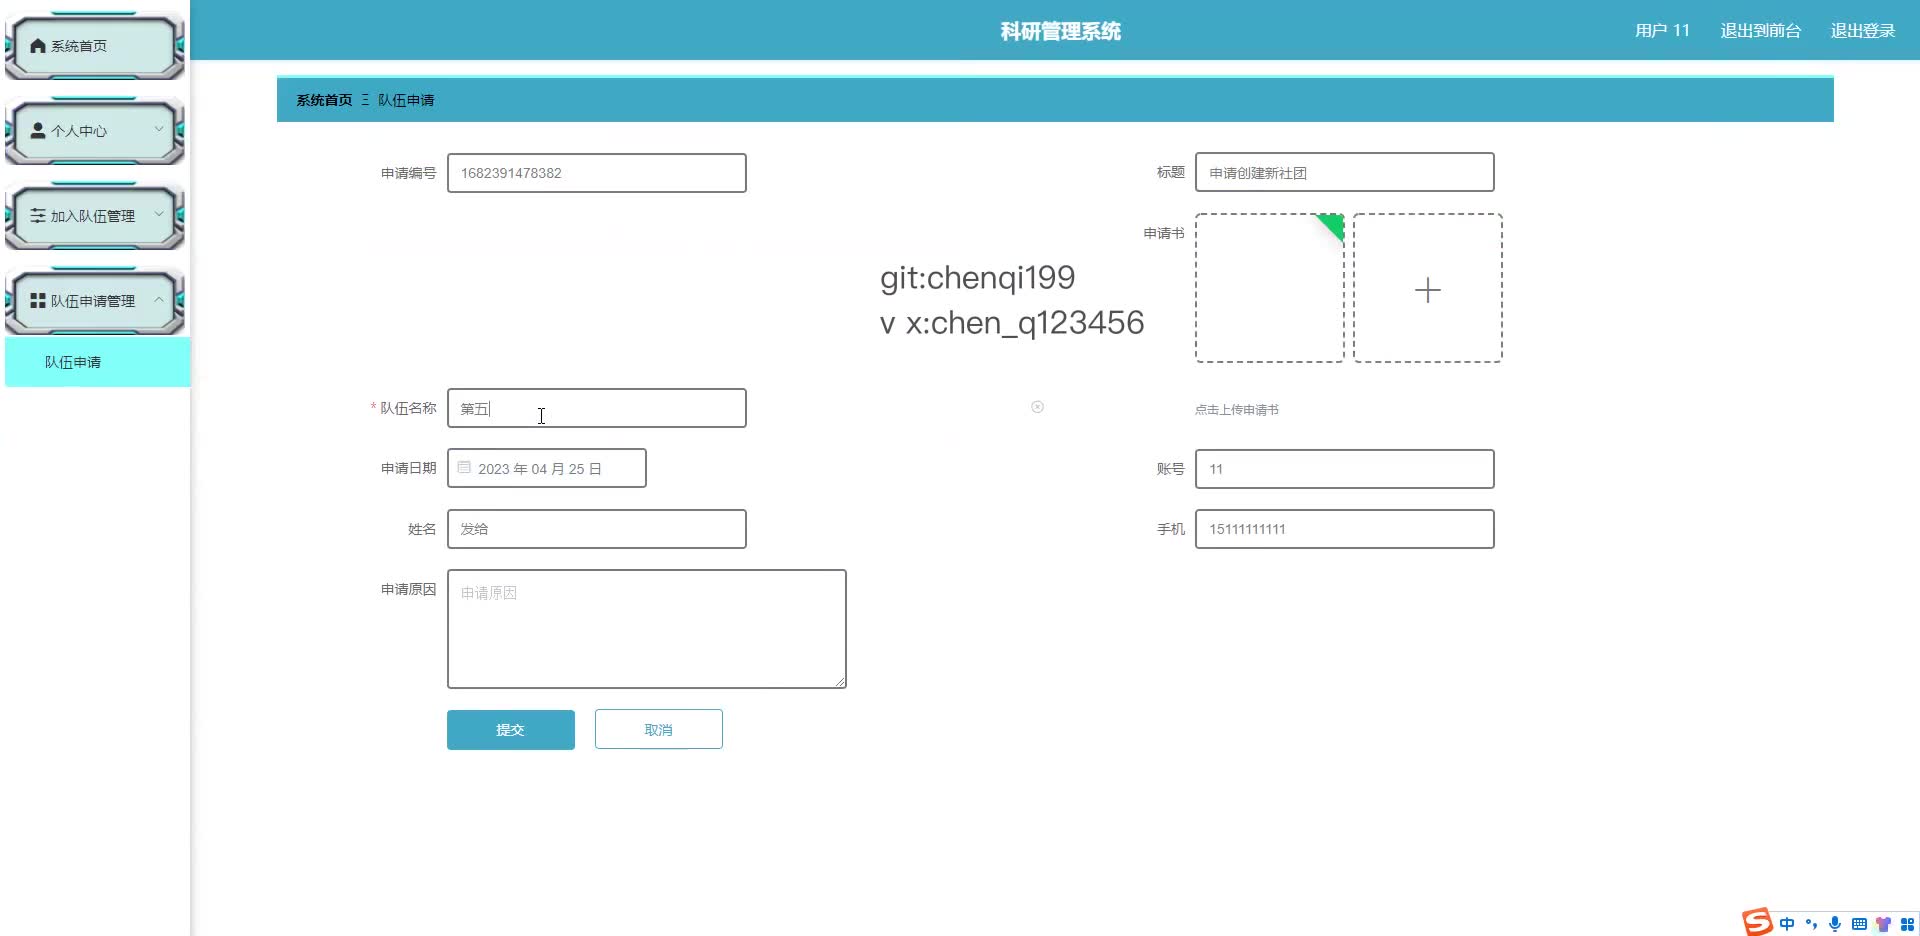 科研管理系统
用户 11
退出到前台
退出登录
系统首页
个人中心
加入队伍管理
队伍申请管理
队伍申请
系统首页 Ξ 队伍申请
申请编号 1682391478382
标题 申请创建新社团
申请书
git:chenqi199
v x:chen_q123456
* 队伍名称 第五
点击上传申请书
申请日期 2023 年 04 月 25 日
账号 11
姓名 发给
手机 15111111111
申请原因 申请原因
提交
取消
S 中